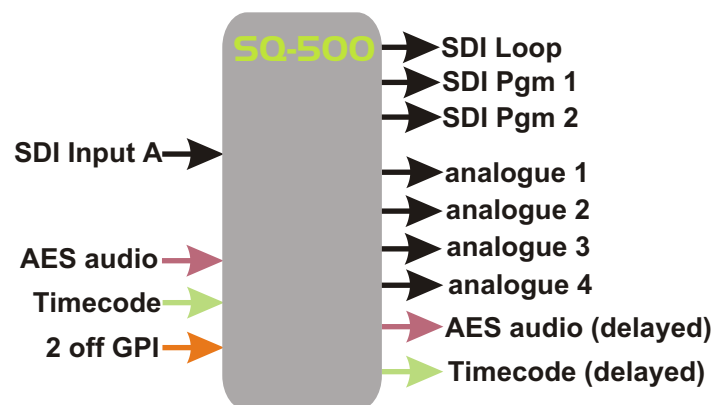 SQ-500
SDI Input A
AES audio
Timecode
2 off GPI
SDI Loop
SDI Pgm 1
SDI Pgm 2
analogue 1
analogue 2
analogue 3
analogue 4
AES audio (delayed)
Timecode (delayed)